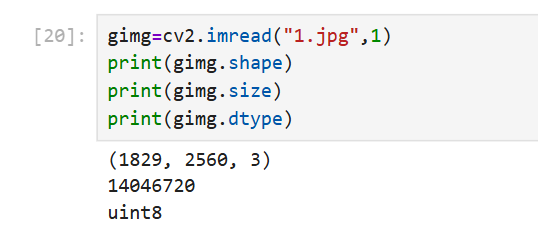 [20]: gimg=cv2.imread("1.jpg",1)
print(gimg.shape)
print(gimg.size)
print(gimg.dtype)
(1829, 2560, 3)
14046720
uint8